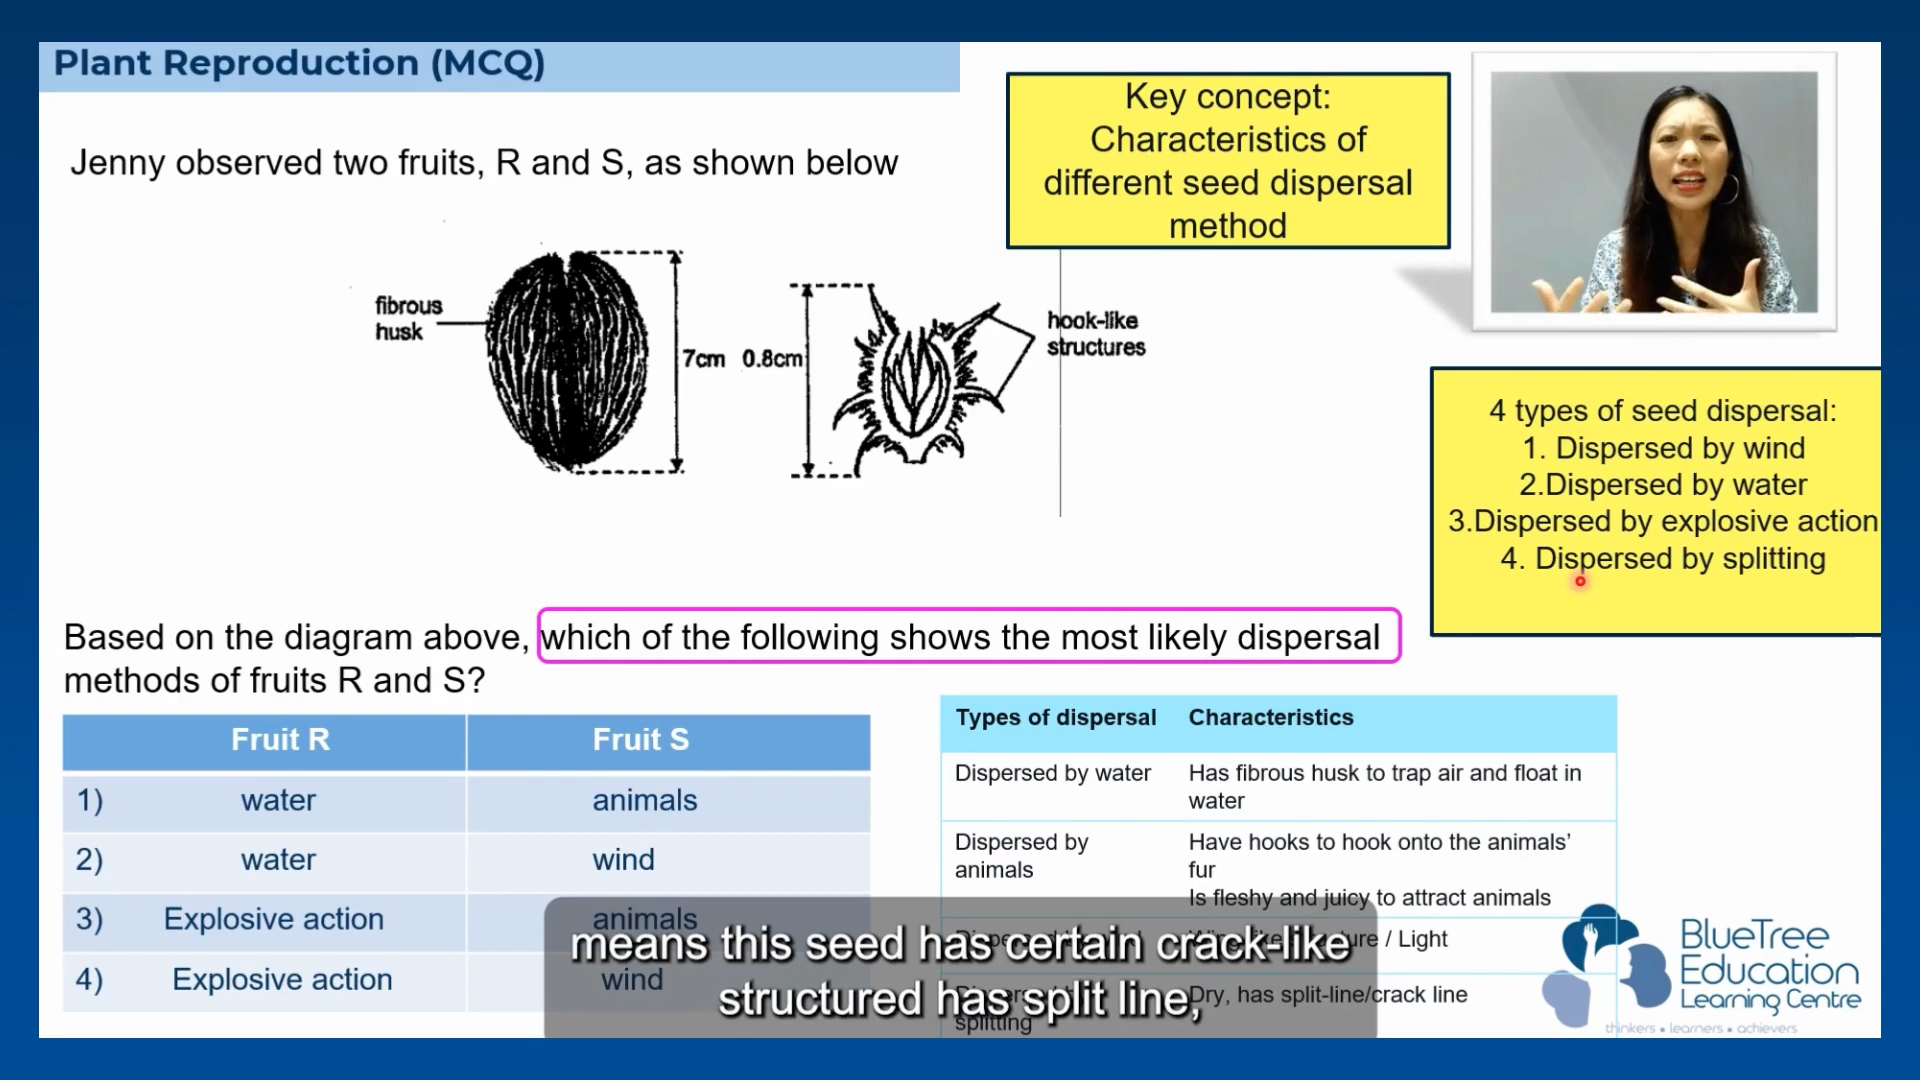 Plant Reproduction (MCQ)
Jenny observed two fruits, R and S, as shown below
Key concept:
Characteristics of
different seed dispersal
method
fibrous
husk
7cm
0.8cm
hook-like
structures
4 types of seed dispersal:
1. Dispersed by wind
2.Dispersed by water
3.Dispersed by explosive action
4. Dispersed by splitting
Based on the diagram above, which of the following shows the most likely dispersal
methods of fruits R and S?
Fruit R Fruit S
1) water animals
2) water wind
3) Explosive action animals
4) Explosive action wind
Types of dispersal Characteristics
Dispersed by water Has fibrous husk to trap air and float in
water
Dispersed by Have hooks to hook onto the animals'
animals fur
Is fleshy and juicy to attract animals
/ Light
Dry, has split-line/crack line
splitting
means this seed has certain crack-like
structured has split line,
BlueTree
Education
Learning Centre
thinkers • learners • achievers